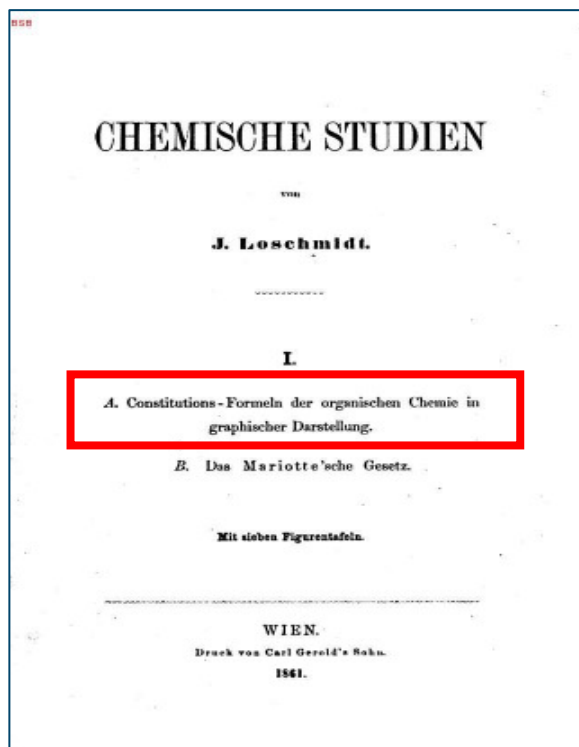 BSB
CHEMISCHE STUDIEN
von
J. Loschmidt.
I.
A. Constitutions-Formeln der organischen Chemie in
graphischer Darstellung.
B. Das Mariotte'sche Gesetz.
Mit sieben Figurentafeln.
WIEN.
Druck von Carl Gerold's Sohn.
1861.